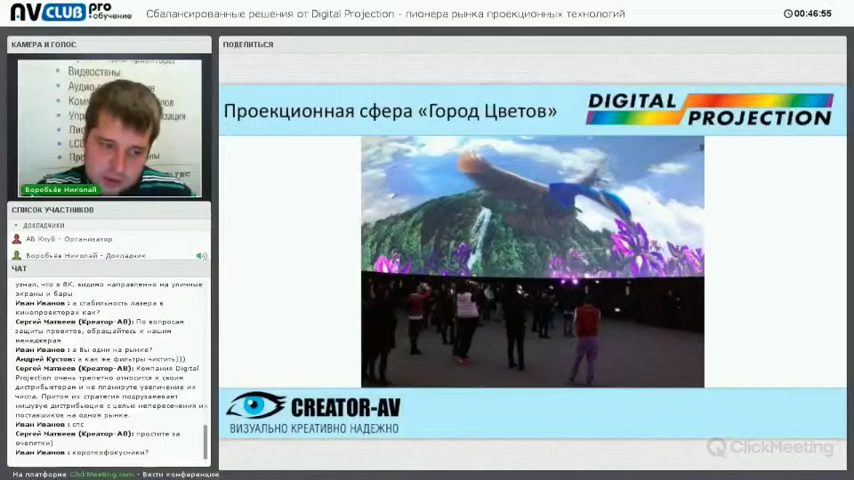 AV CLUB pro
обучение
Сбалансированные решения от Digital Projection - пионера рынка проекционных технологий
00:46:55
КАМЕРА И ГОЛОС
Видеостены
Воробьёв Николай
СПИСОК УЧАСТНИКОВ
ДОКЛАДЧИКИ
АВ Клуб - Организатор
Воробьёв Николай - Докладчик
ЧАТ
узнал, что в ЯК. видимо направленно на уличные
экраны и бары
Иван Иванов : а стабильность лазера в
кинопроекторах как?
Сергей Матвеев (Креатор-АВ) : По вопросам
защиты проектов, обращайтесь к нашим
менеджерам
Иван Иванов : а Вы одни на рынке?
Андрей Кустов: а как же фильтры чистить)))
Сергей Матвеев (Креатор-АВ) : Компания Digital
Projection очень трепетно относится к своим
дистрибьюторам и не планируте увеличение их
числа. Притом их стратегия подрузамевает
нишувую дистрибьюцию с целью непересечения их
поставщиков на одном рынке.
Иван Иванов : спс
Сергей Матвеев (Креатор-АВ) : простите за
очепятки)
Иван Иванов : короткофокусники?
ПОДЕЛИТЬСЯ
Проекционная сфера «Город Цветов»
DIGITAL
PROJECTION
CREATOR-AV
ВИЗУАЛЬНО КРЕАТИВНО НАДЕЖНО
ClickMeeting
На платформе ClickMeeting.com - Вести конференцию